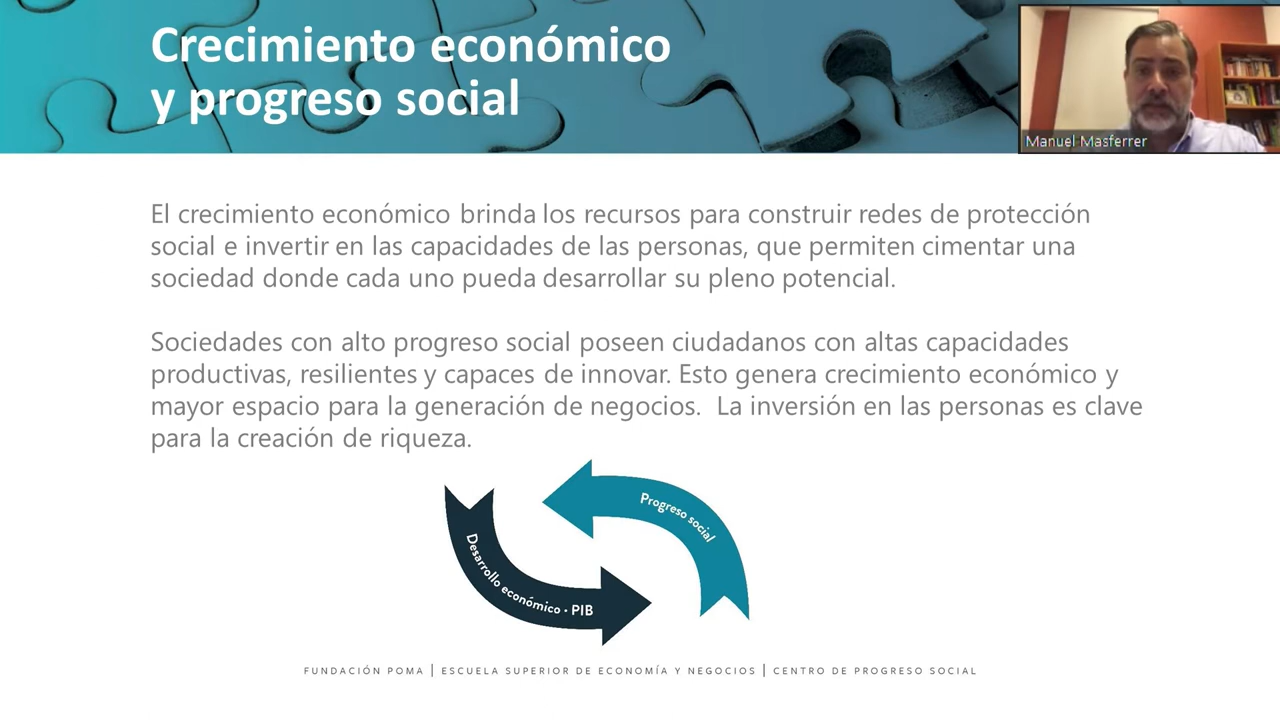 Crecimiento económico
y progreso social
Manuel Masferrer
El crecimiento económico brinda los recursos para construir redes de protección
social e invertir en las capacidades de las personas, que permiten cimentar una
sociedad donde cada uno pueda desarrollar su pleno potencial.
Sociedades con alto progreso social poseen ciudadanos con altas capacidades
productivas, resilientes y capaces de innovar. Esto genera crecimiento económico y
mayor espacio para la generación de negocios. La inversión en las personas es clave
para la creación de riqueza.
Progreso social
Desarrollo económico · PIB
FUNDACIÓN POMA | ESCUELA SUPERIOR DE ECONOMÍA Y NEGOCIOS | CENTRO DE PROGRESO SOCIAL